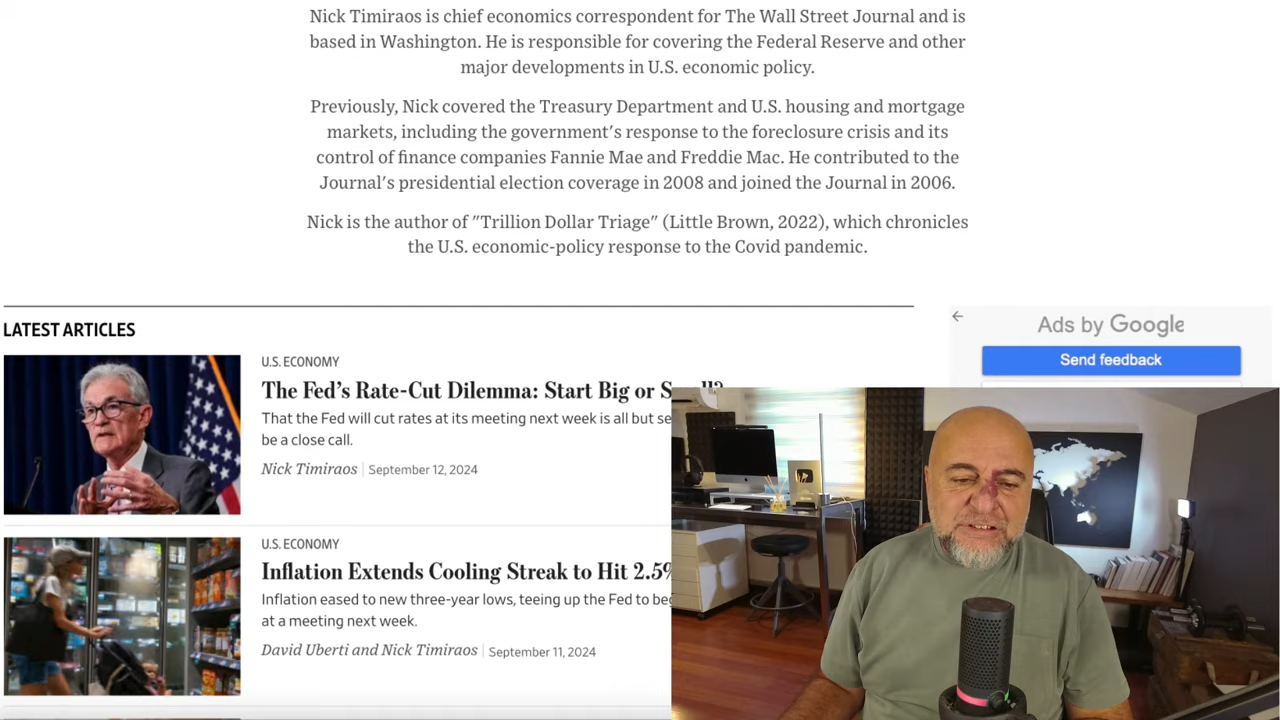 Nick Timiraos is chief economics correspondent for The Wall Street Journal and is
based in Washington. He is responsible for covering the Federal Reserve and other
major developments in U.S. economic policy.
Previously, Nick covered the Treasury Department and U.S. housing and mortgage
markets, including the government's response to the foreclosure crisis and its
control of finance companies Fannie Mae and Freddie Mac. He contributed to the
Journal's presidential election coverage in 2008 and joined the Journal in 2006.
Nick is the author of "Trillion Dollar Triage" (Little Brown, 2022), which chronicles
the U.S. economic-policy response to the Covid pandemic.
LATEST ARTICLES
U.S. ECONOMY
The Fed's Rate-Cut Dilemma: Start Big or
That the Fed will cut rates at its meeting next week is all but
be a close call.
Nick Timiraos | September 12, 2024
U.S. ECONOMY
Inflation Extends Cooling Streak to Hit 2.5%
Inflation eased to new three-year lows, teeing up the Fed to
at a meeting next week.
David Uberti and Nick Timiraos | September 11, 2024
Ads by Google
Send feedback